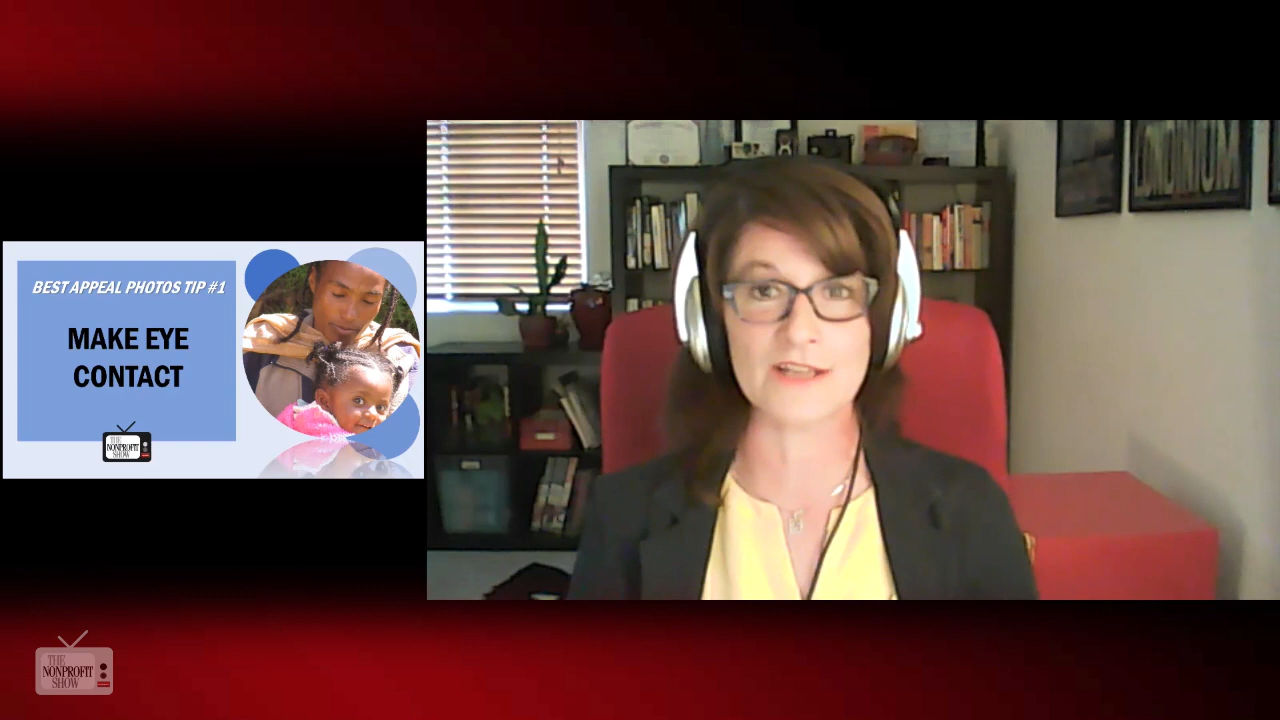 BEST APPEAL PHOTOS TIP #1
MAKE EYE
CONTACT
THE
NONPROFIT
SHOW
THE
NONPROFIT
SHOW